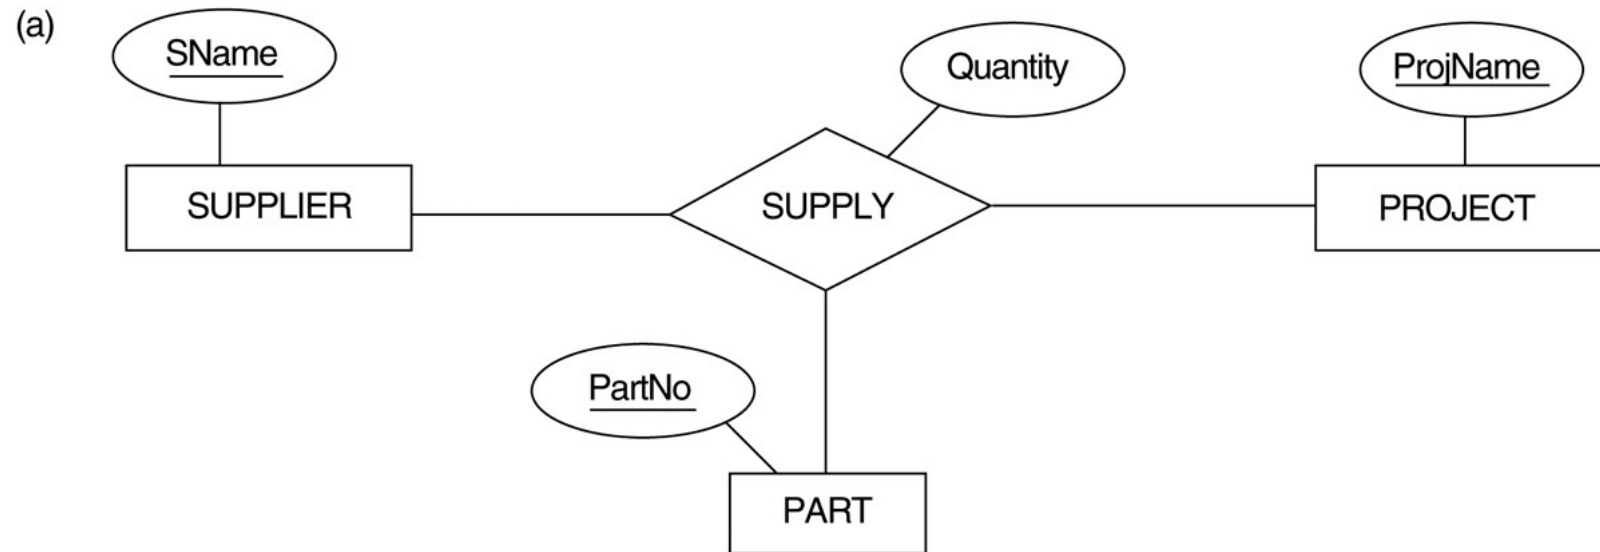 (a)
SName
Quantity
ProjName
SUPPLIER
SUPPLY
PROJECT
PartNo
PART